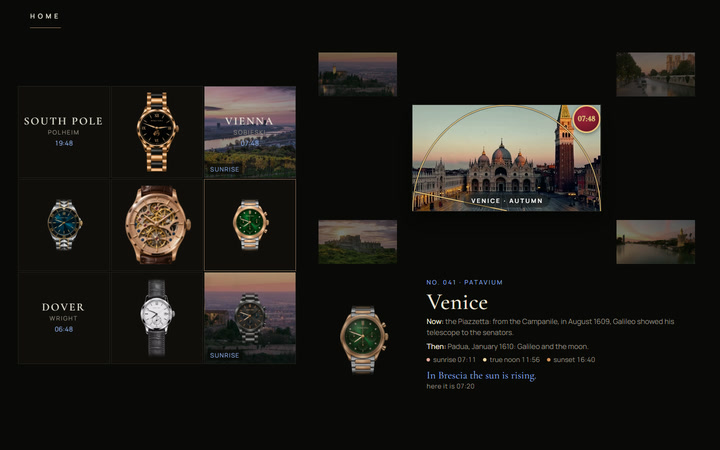 HOME
SOUTH POLE
POLHEIM
19:48
VIENNA
SOBIESKI
07:48
SUNRISE
DOVER
WRIGHT
06:48
SUNRISE
07:48
VENICE · AUTUMN
NO. 041 · PATAVIUM
Venice
Now: the Piazzetta: from the Campanile, in August 1609, Galileo showed his
telescope to the senators.
Then: Padua, January 1610: Galileo and the moon.
sunrise 07:11
true noon 11:56
sunset 16:40
In Brescia the sun is rising.
here it is 07:20